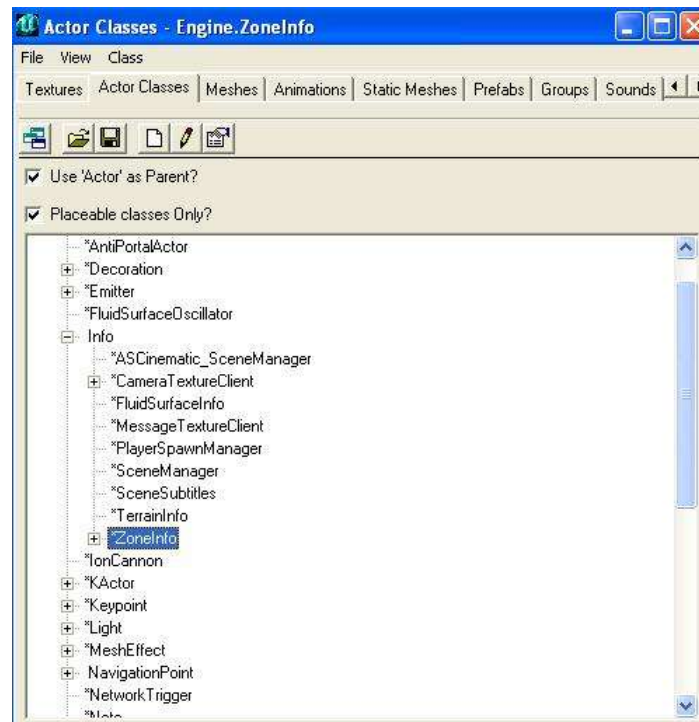 Actor Classes - Engine.ZoneInfo
File View Class
Textures Actor Classes Meshes Animations Static Meshes Prefabs Groups Sounds
Use 'Actor' as Parent?
Placeable classes Only?
*AntiPortalActor
*Decoration
*Emitter
*FluidSurfaceOscillator
Info
*ASCinematic_SceneManager
*CameraTextureClient
*FluidSurfaceInfo
*MessageTextureClient
*PlayerSpawnManager
*SceneManager
*SceneSubtitles
*TerrainInfo
*ZoneInfo
*IonCannon
*KActor
*Keypoint
*Light
*MeshEffect
NavigationPoint
*NetworkTrigger
*Note